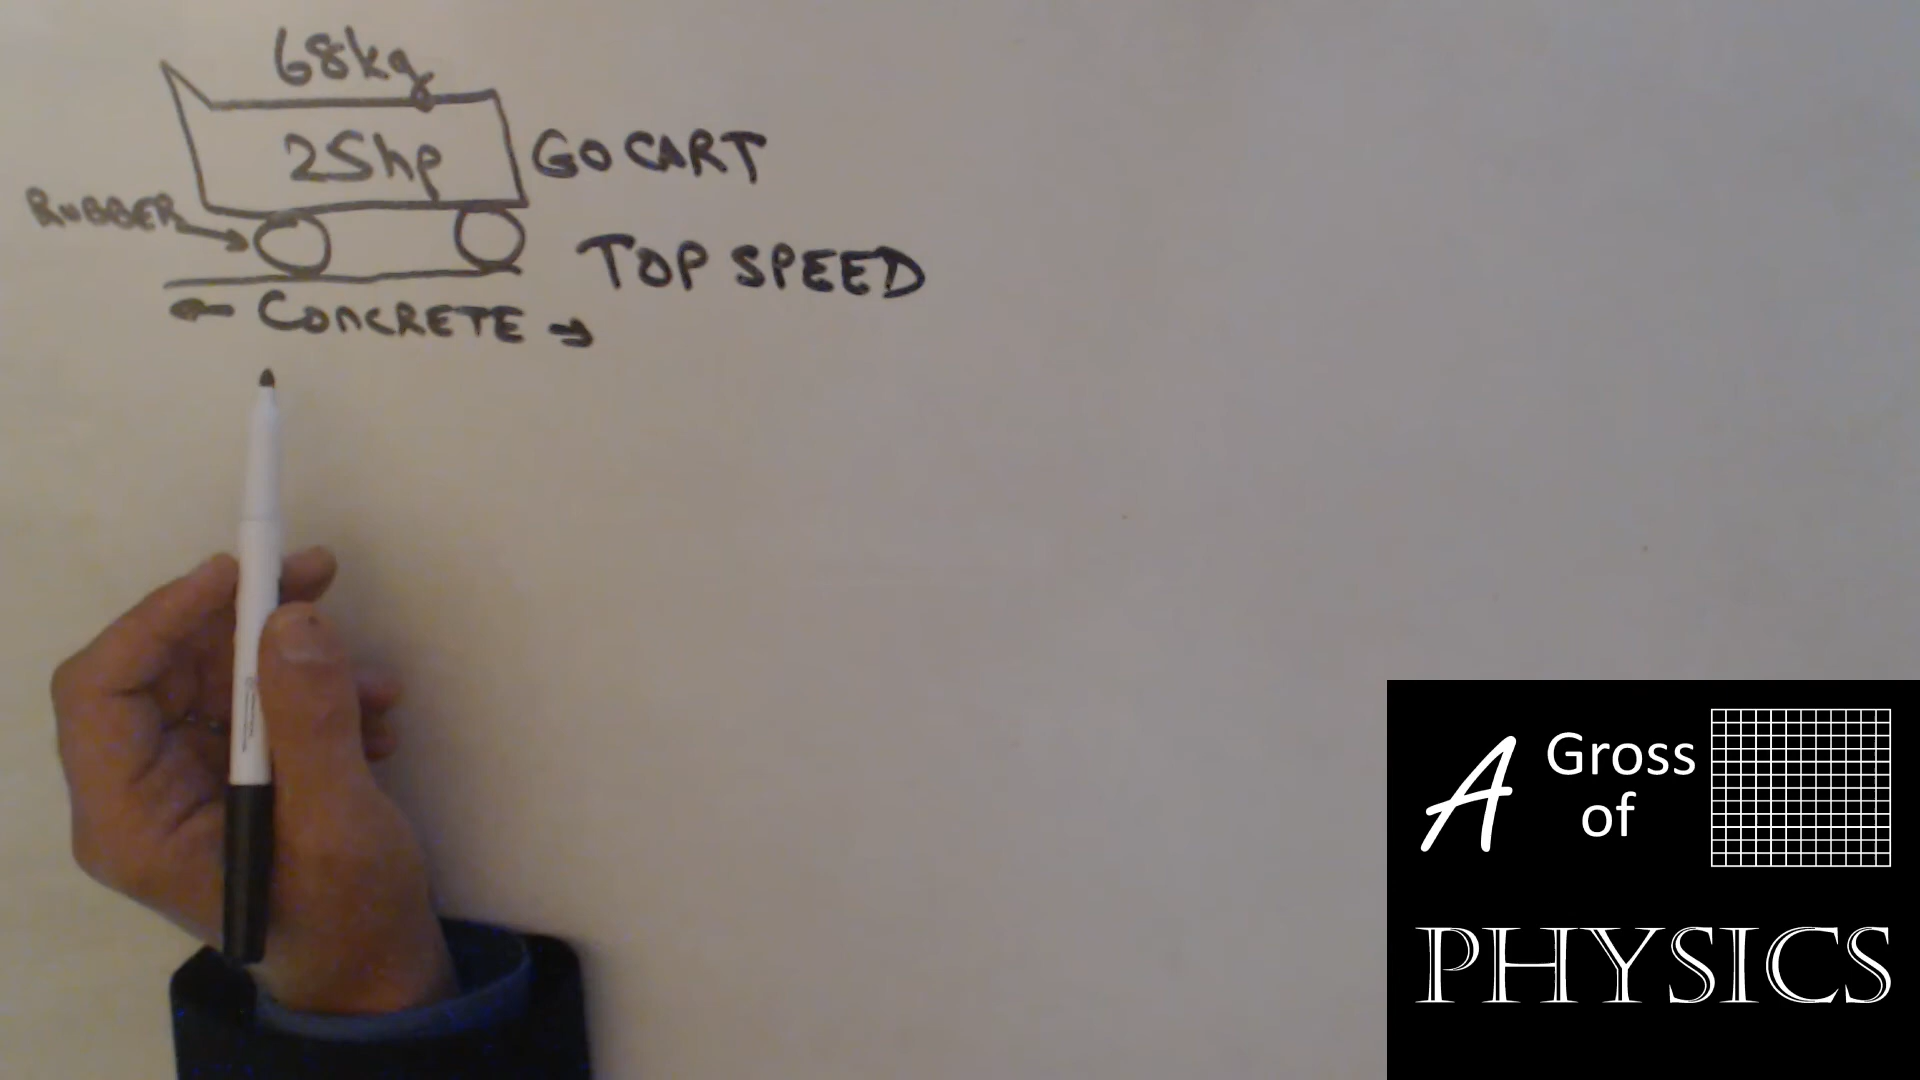 68kg
25hp
GO CART
RUBBER
TOP SPEED
← CONCRETE →
A Gross of
PHYSICS